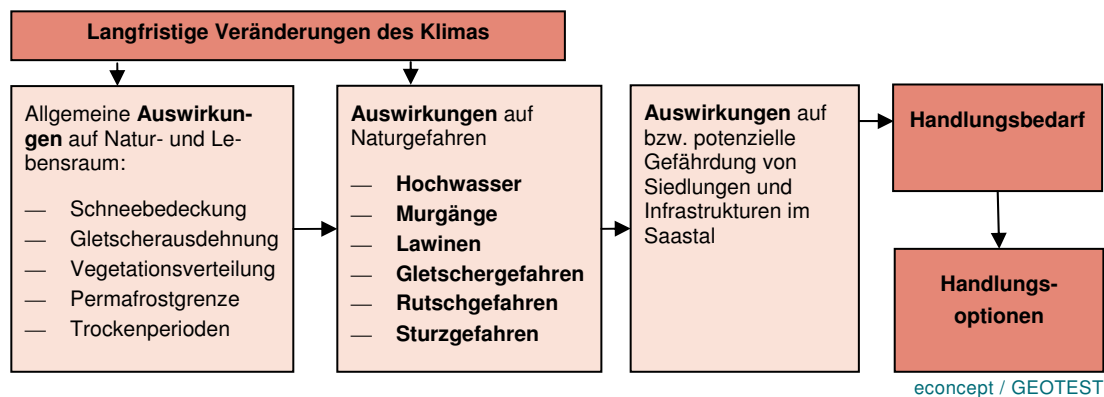 Langfristige Veränderungen des Klimas
Allgemeine Auswirkun-
gen auf Natur- und Le-
bensraum:
— Schneebedeckung
— Gletscherausdehnung
— Vegetationsverteilung
— Permafrostgrenze
— Trockenperioden
Auswirkungen auf
Naturgefahren
— Hochwasser
— Murgänge
— Lawinen
— Gletschergefahren
— Rutschgefahren
— Sturzgefahren
Auswirkungen auf
bzw. potenzielle
Gefährdung von
Siedlungen und
Infrastrukturen im
Saastal
Handlungsbedarf
Handlungs-
optionen
econcept / GEOTEST